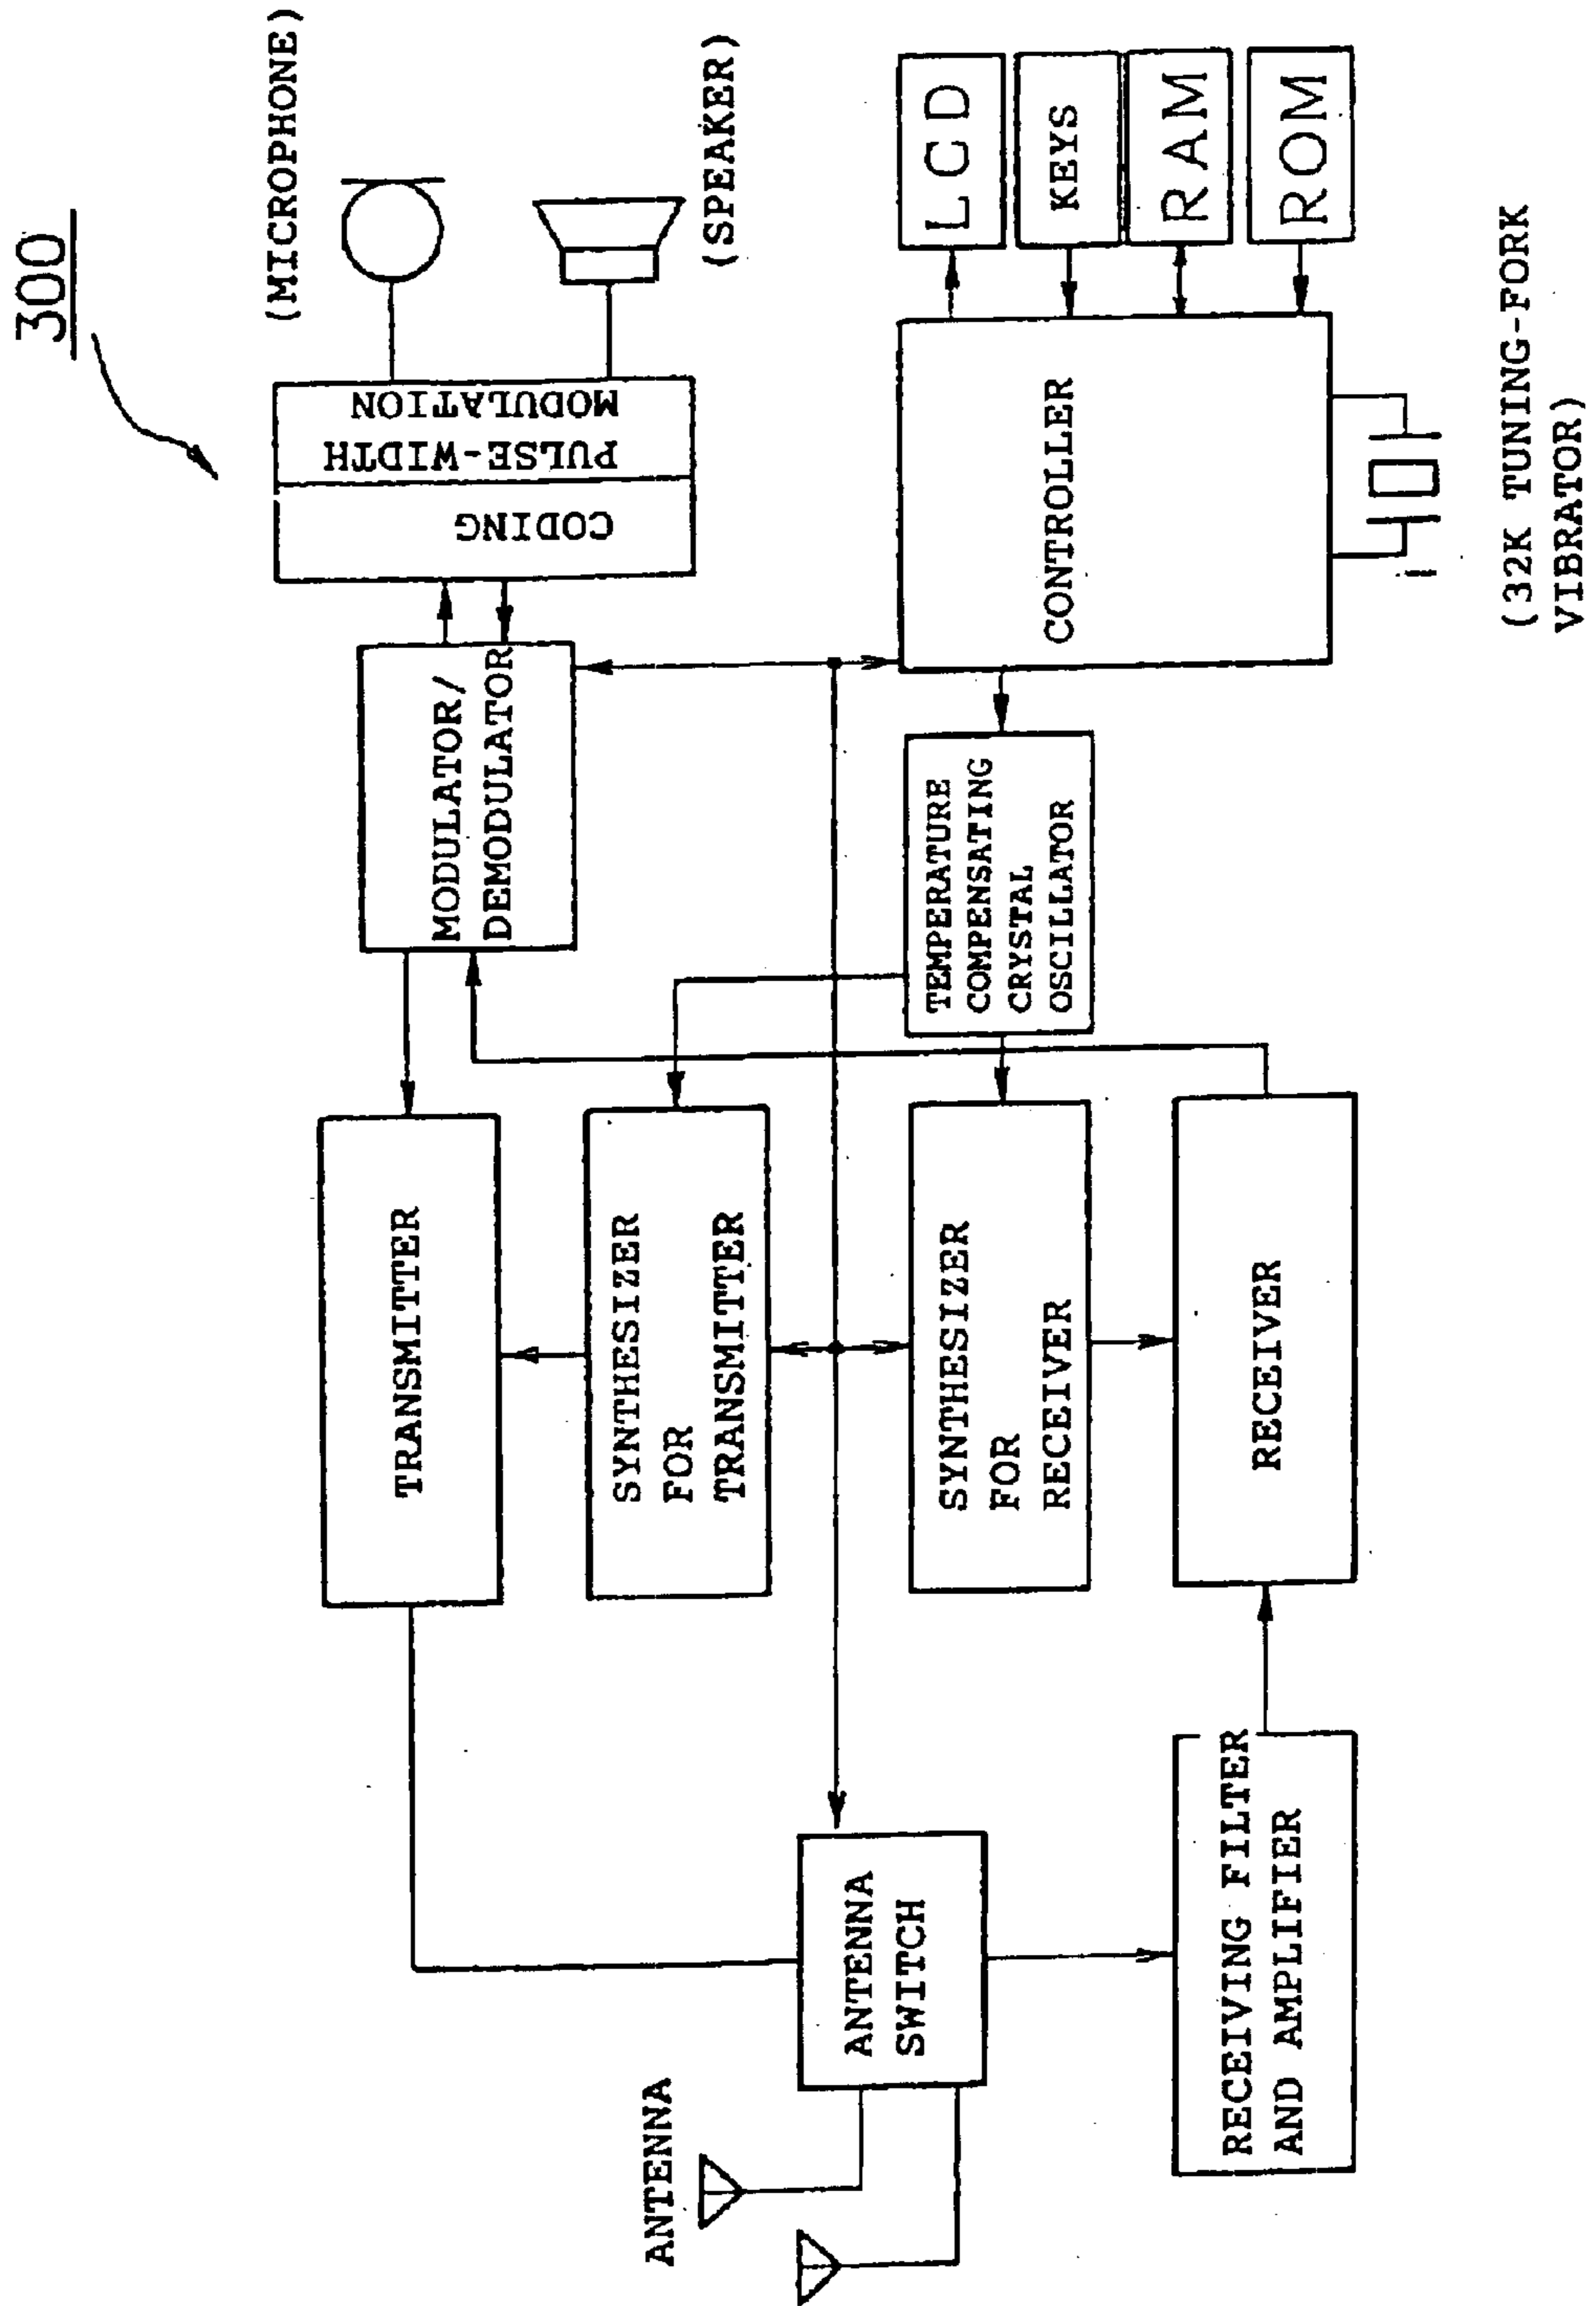 300
(MICROPHONE)
(SPEAKER)
PULSE-WIDTH
MODULATION
CODING
MODULATOR/
DEMODULATOR
TRANSMITTER
SYNTHESIZER
FOR
TRANSMITTER
SYNTHESIZER
FOR
RECEIVER
RECEIVER
TEMPERATURE
COMPENSATING
CRYSTAL
OSCILLATOR
CONTROLLER
LCD
KEYS
RAM
ROM
(32K TUNING-FORK
VIBRATOR)
ANTENNA
ANTENNA
SWITCH
RECEIVING FILTER
AND AMPLIFIER